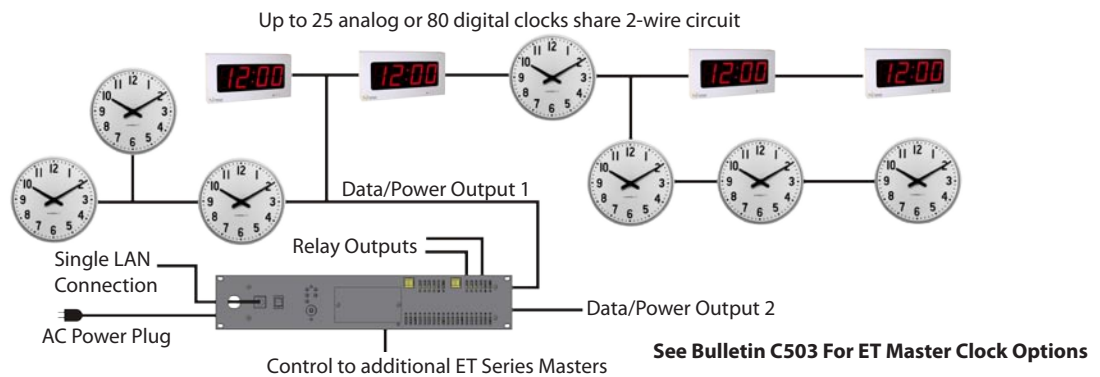 Up to 25 analog or 80 digital clocks share 2-wire circuit
12:00
12:00
12:00
12:00
Data/Power Output 1
Relay Outputs
Single LAN
Connection
Data/Power Output 2
AC Power Plug
Control to additional ET Series Masters
See Bulletin C503 For ET Master Clock Options